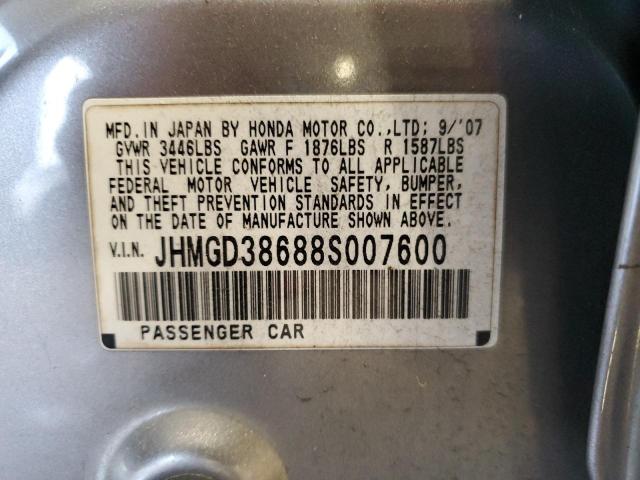 MFD.IN JAPAN BY HONDA MOTOR CO.,LTD; 9/'07
GVWR 3446LBS GAWR F 1876LBS R 1587LBS
THIS VEHICLE CONFORMS TO ALL APPLICABLE
FEDERAL MOTOR VEHICLE SAFETY, BUMPER,
AND THEFT PREVENTION STANDARDS IN EFFECT
ON THE DATE OF MANUFACTURE SHOWN ABOVE.
V.I.N. JHMGD38688S007600
PASSENGER CAR